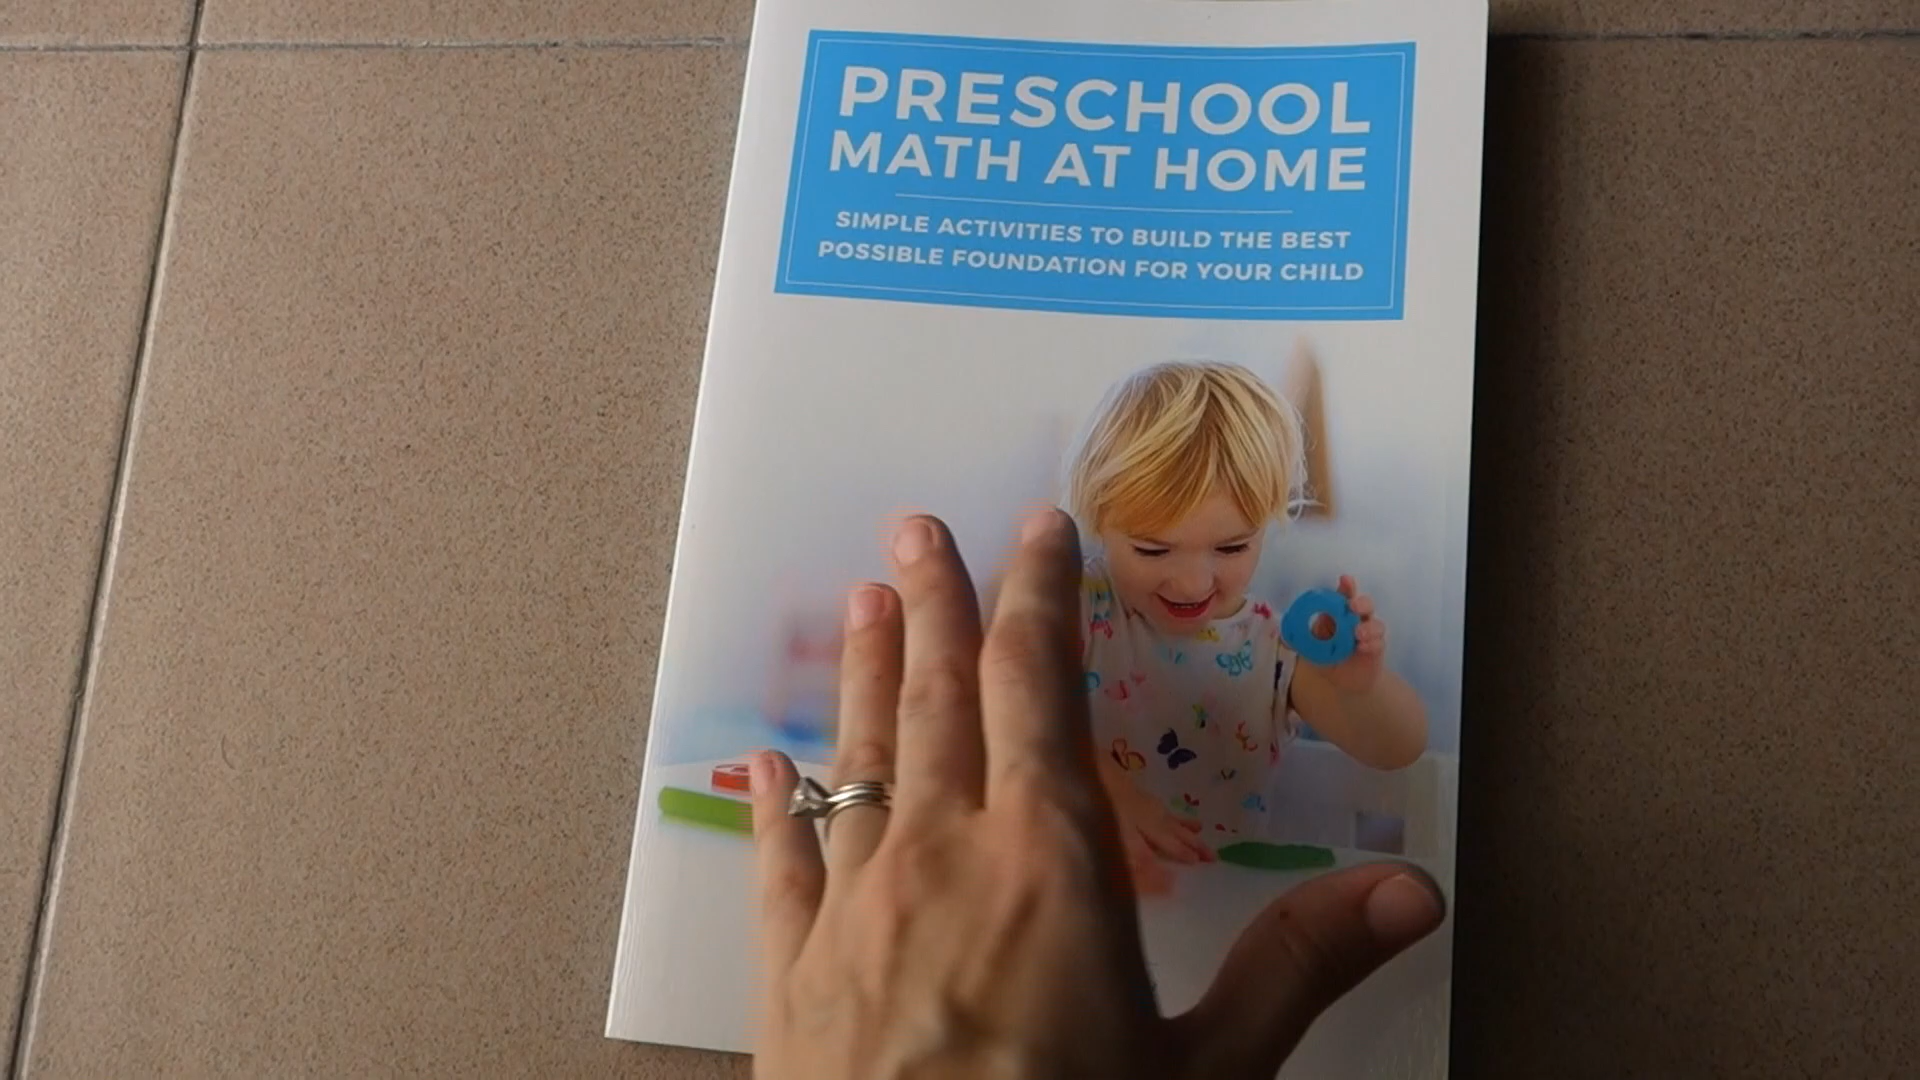 PRESCHOOL
MATH AT HOME
SIMPLE ACTIVITIES TO BUILD THE BEST
POSSIBLE FOUNDATION FOR YOUR CHILD